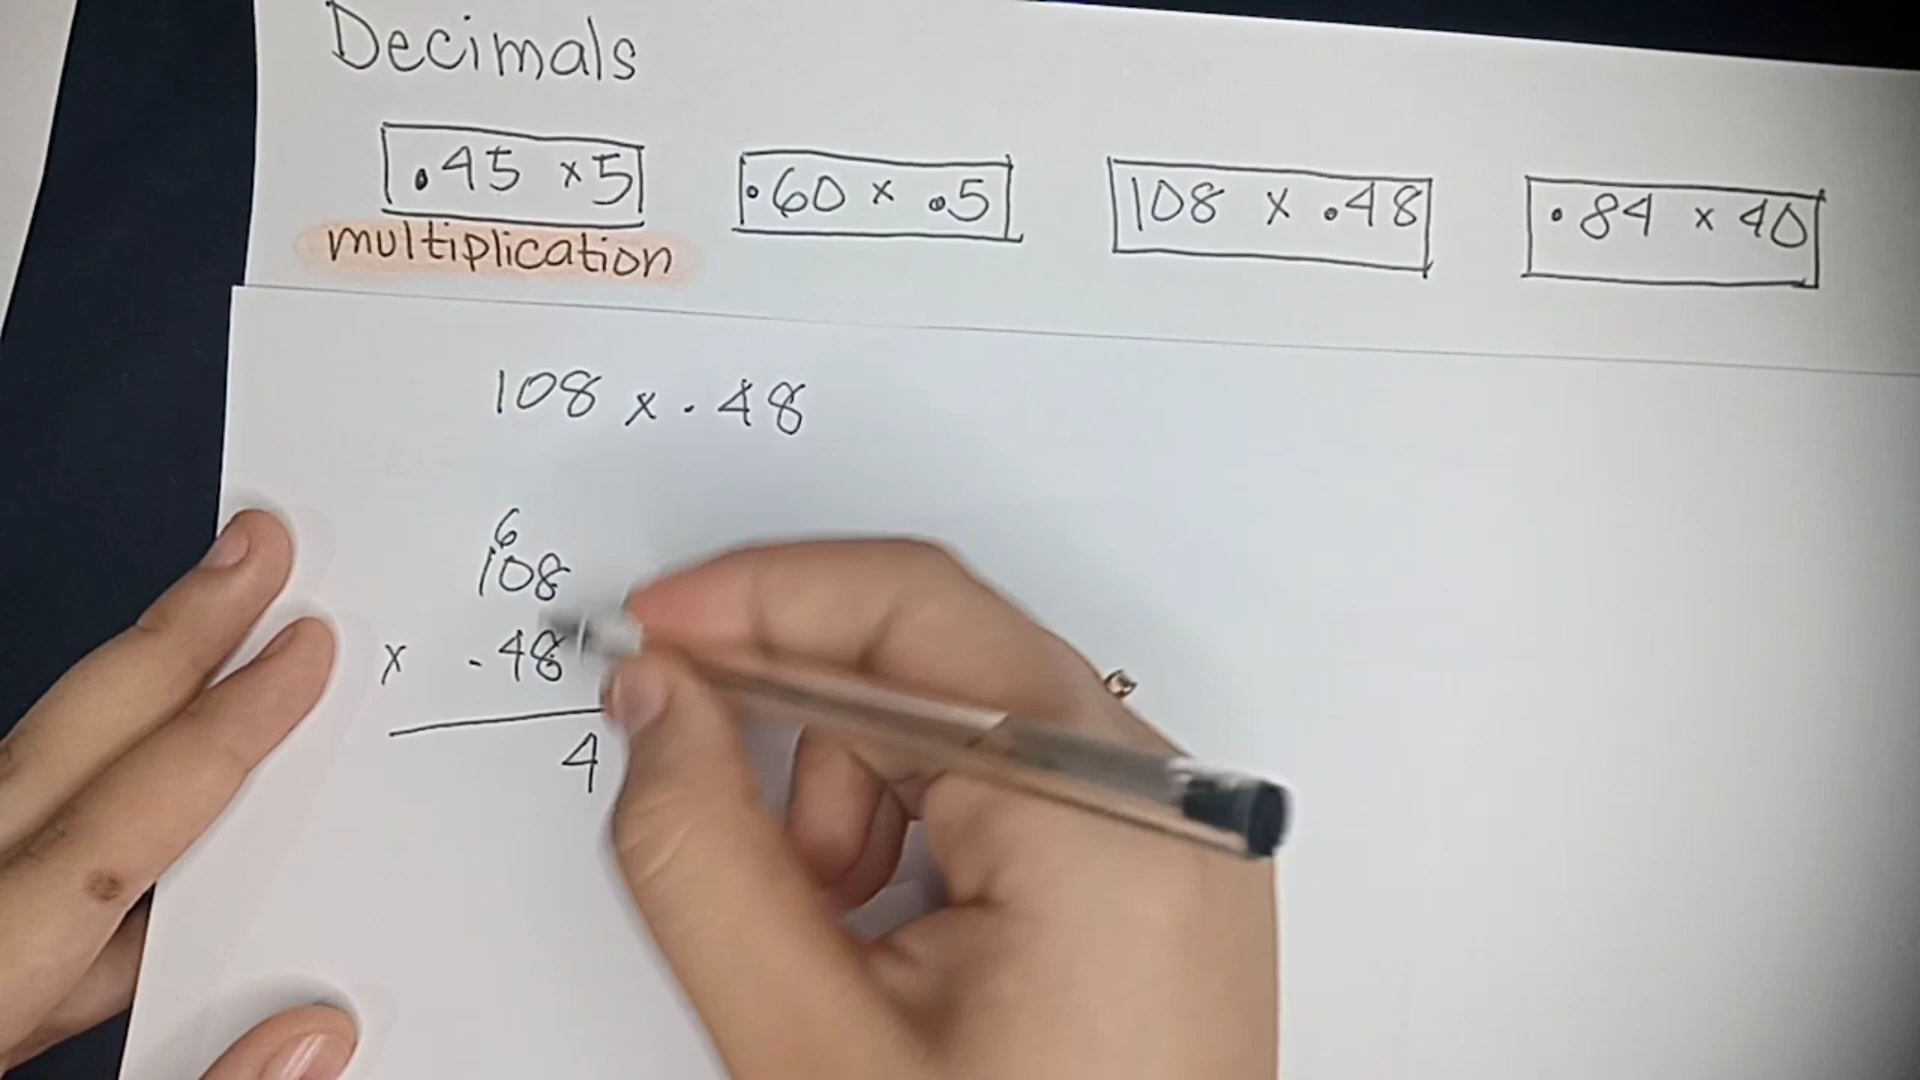 Decimals
.45 x 5
.60 x .5
108 x .48
.84 x 40
multiplication
108 x .48
6
108
x .48
4